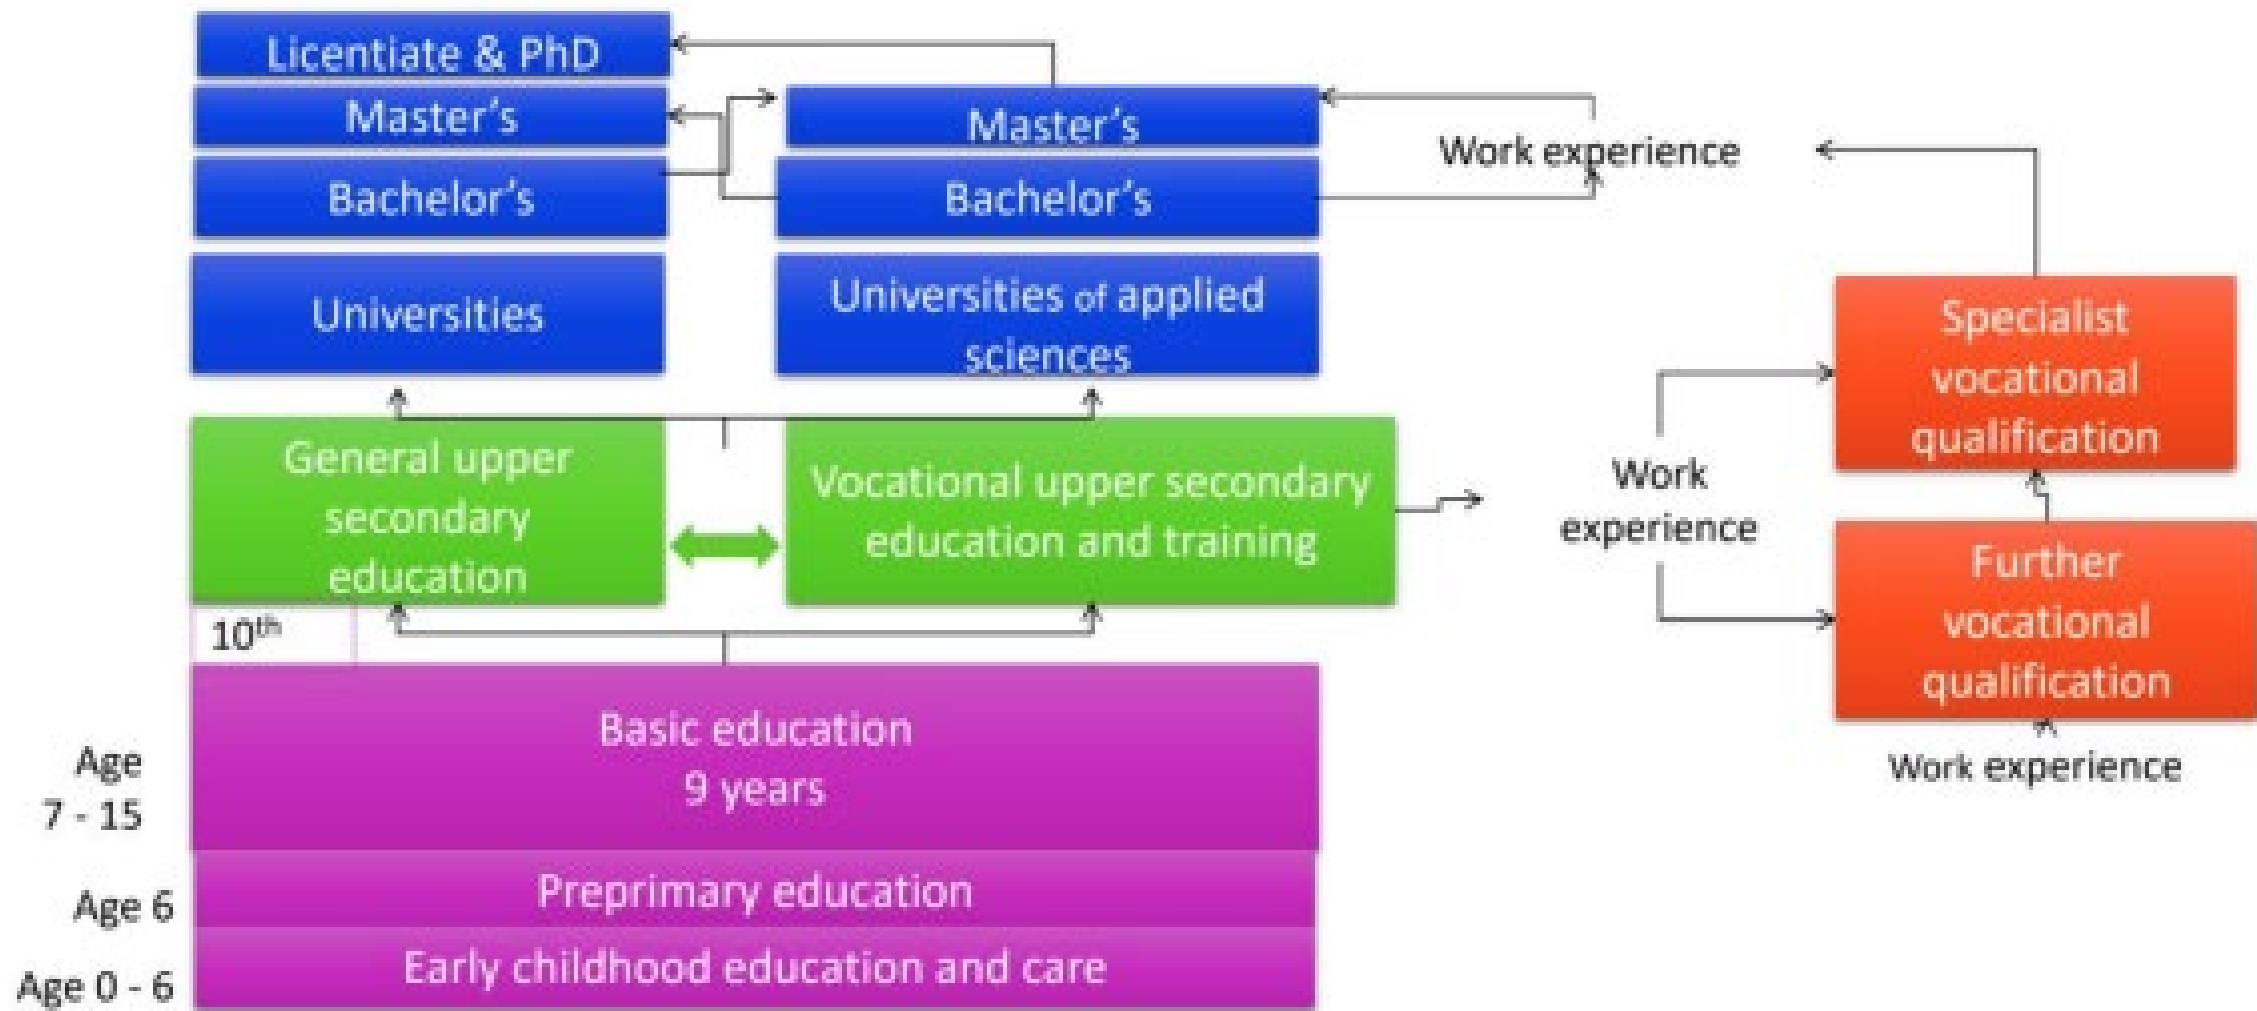 Licentiate & PhD
Master's
Master's
Work experience
Bachelor's
Bachelor's
Universities
Universities of applied
sciences
Specialist
vocational
qualification
General upper
secondary
education
Vocational upper secondary
education and training
Work
experience
Further
vocational
qualification
10th
Work experience
Basic education
9 years
Age
7 - 15
Preprimary education
Age 6
Early childhood education and care
Age 0 - 6